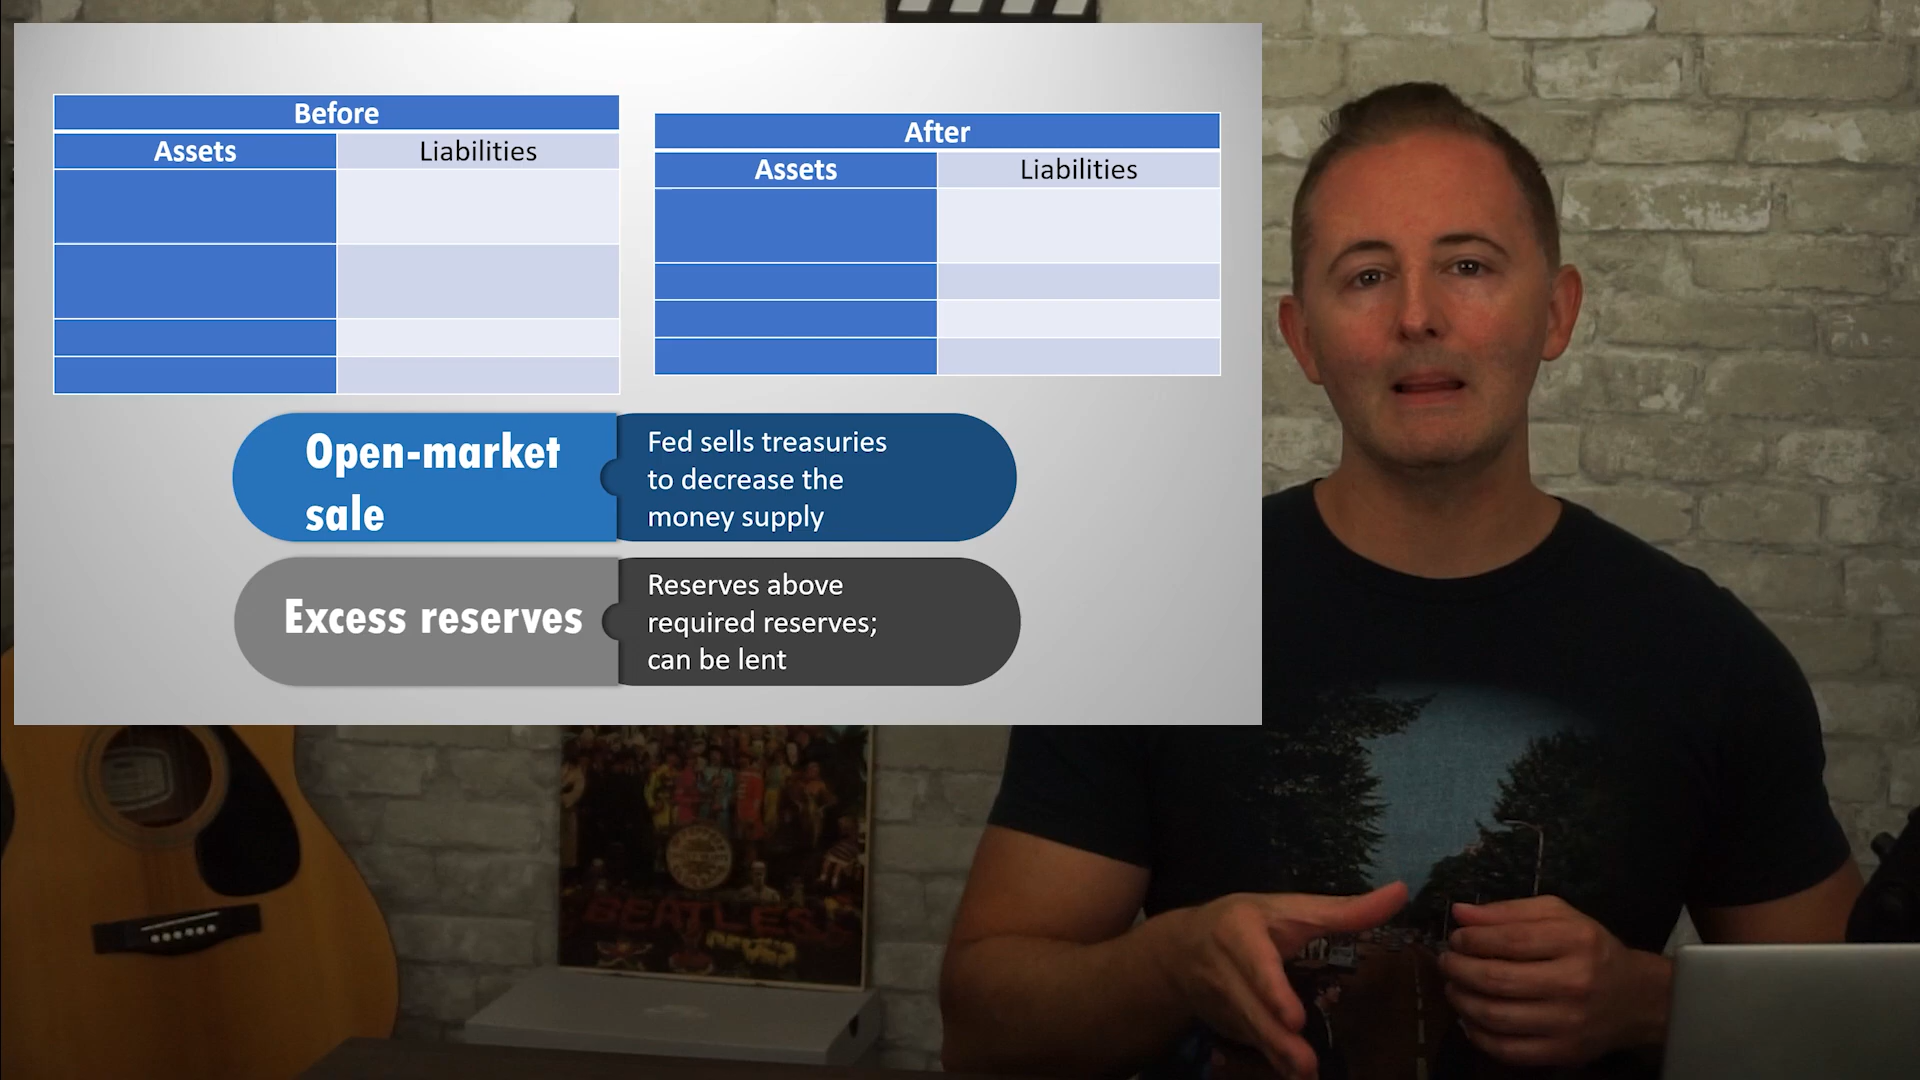 Before
Assets Liabilities
After
Assets Liabilities
Open-market
sale
Fed sells treasuries
to decrease the
money supply
Excess reserves
Reserves above
required reserves;
can be lent
BEATLES